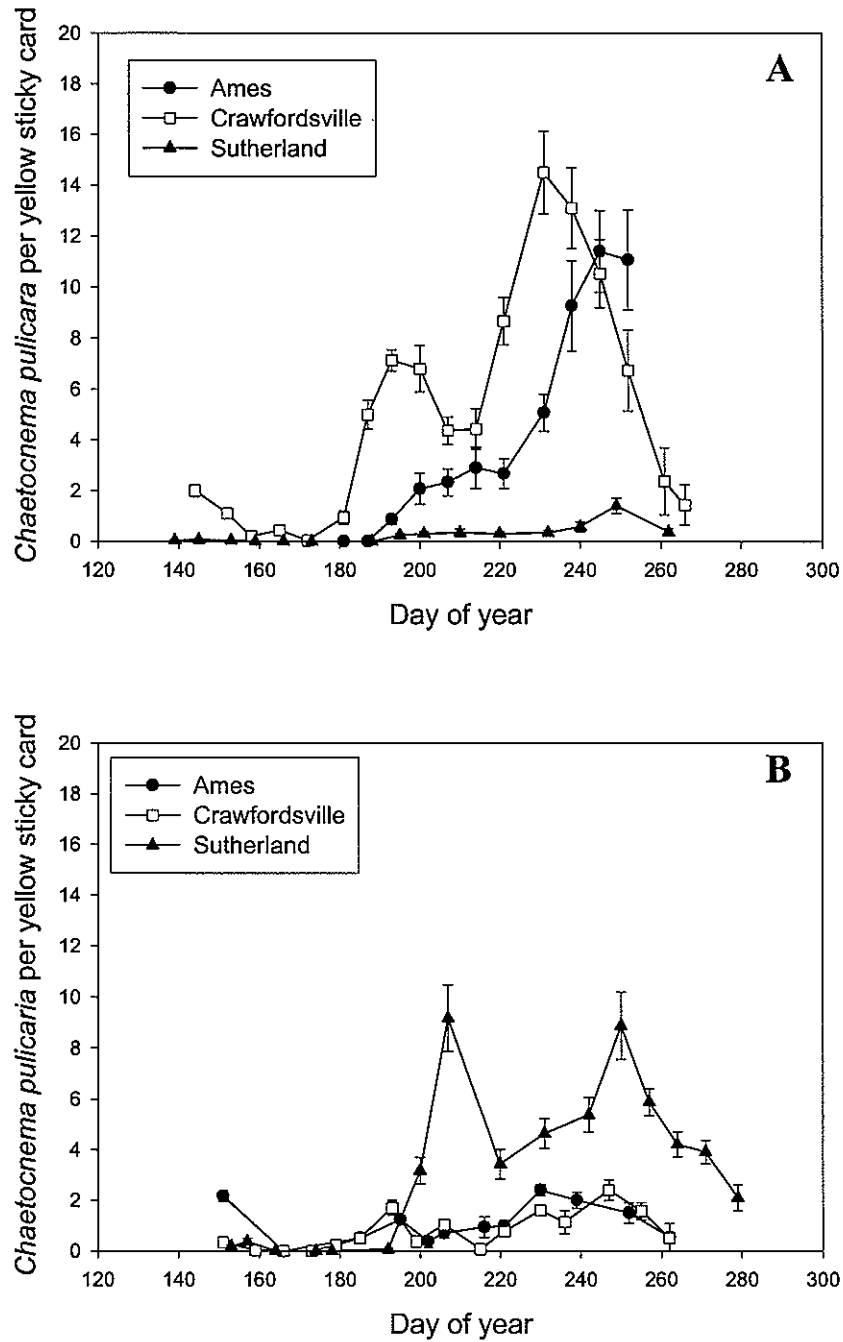 20
18
16
14
12
10
8
6
4
2
0
Chaetocnema pulicara per yellow sticky card
A
Ames
Crawfordsville
Sutherland
120 140 160 180 200 220 240 260 280 300
Day of year
20
18
16
14
12
10
8
6
4
2
0
Chaetocnema pulicaria per yellow sticky card
B
Ames
Crawfordsville
Sutherland
120 140 160 180 200 220 240 260 280 300
Day of year